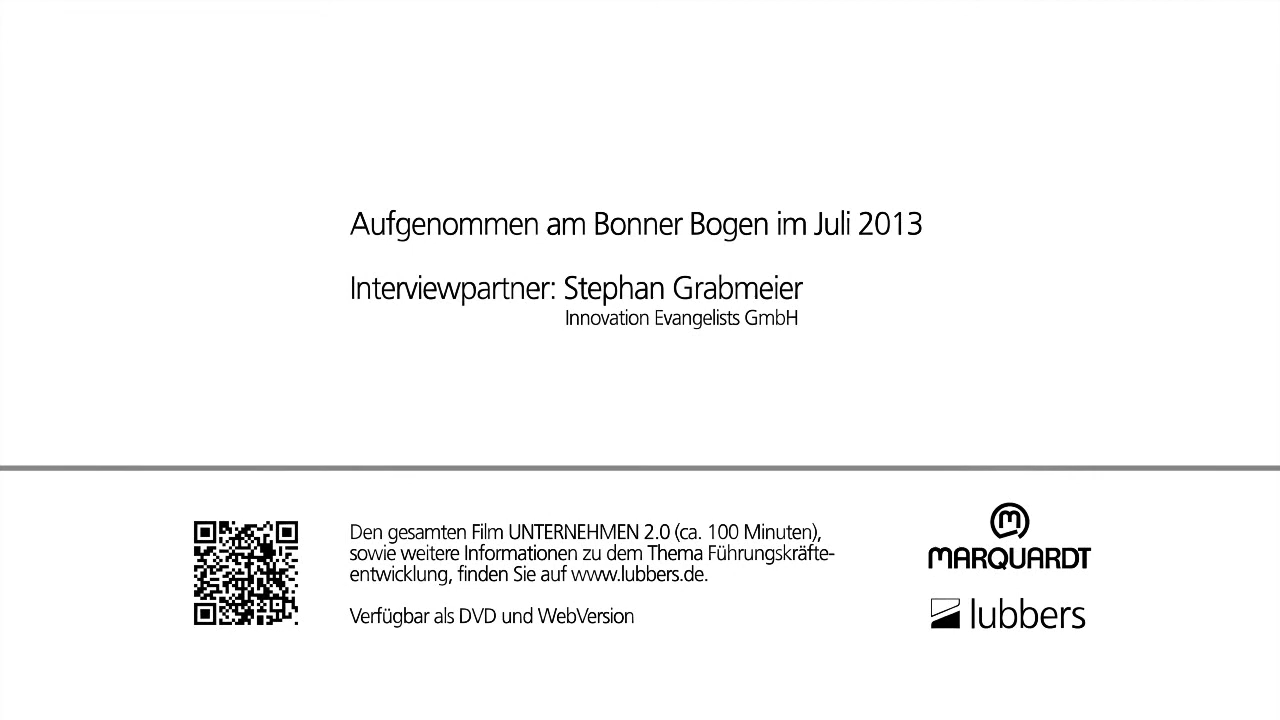 Aufgenommen am Bonner Bogen im Juli 2013
Interviewpartner: Stephan Grabmeier
Innovation Evangelists GmbH
Den gesamten Film UNTERNEHMEN 2.0 (ca. 100 Minuten),
sowie weitere Informationen zu dem Thema Führungskräfte-
entwicklung, finden Sie auf www.lubbers.de.
Verfügbar als DVD und WebVersion
m
MARQUARDT
lubbers